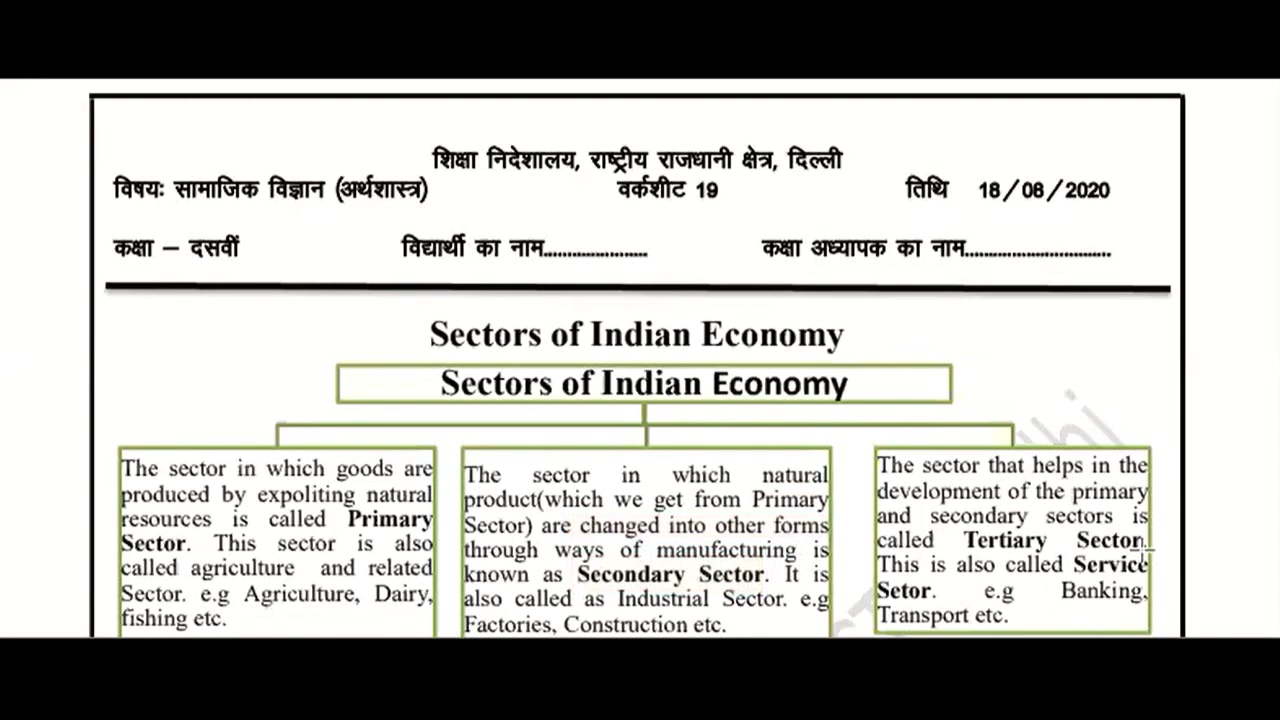 शिक्षा निदेशालय, राष्ट्रीय राजधानी क्षेत्र, दिल्ली
विषयः सामाजिक विज्ञान (अर्थशास्त्र) वर्कशीट 19 तिथि 18/08/2020
कक्षा – दसवीं विद्यार्थी का नाम...................... कक्षा अध्यापक का नाम...............................
Sectors of Indian Economy
Sectors of Indian Economy
The sector in which goods are
produced by expoliting natural
resources is called Primary
Sector. This sector is also
called agriculture and related
Sector. e.g Agriculture, Dairy,
fishing etc.
The sector in which natural
product(which we get from Primary
Sector) are changed into other forms
through ways of manufacturing is
known as Secondary Sector. It is
also called as Industrial Sector. e.g
Factories, Construction etc.
The sector that helps in the
development of the primary
and secondary sectors is
called Tertiary Sector.
This is also called Service
Setor. e.g Banking,
Transport etc.